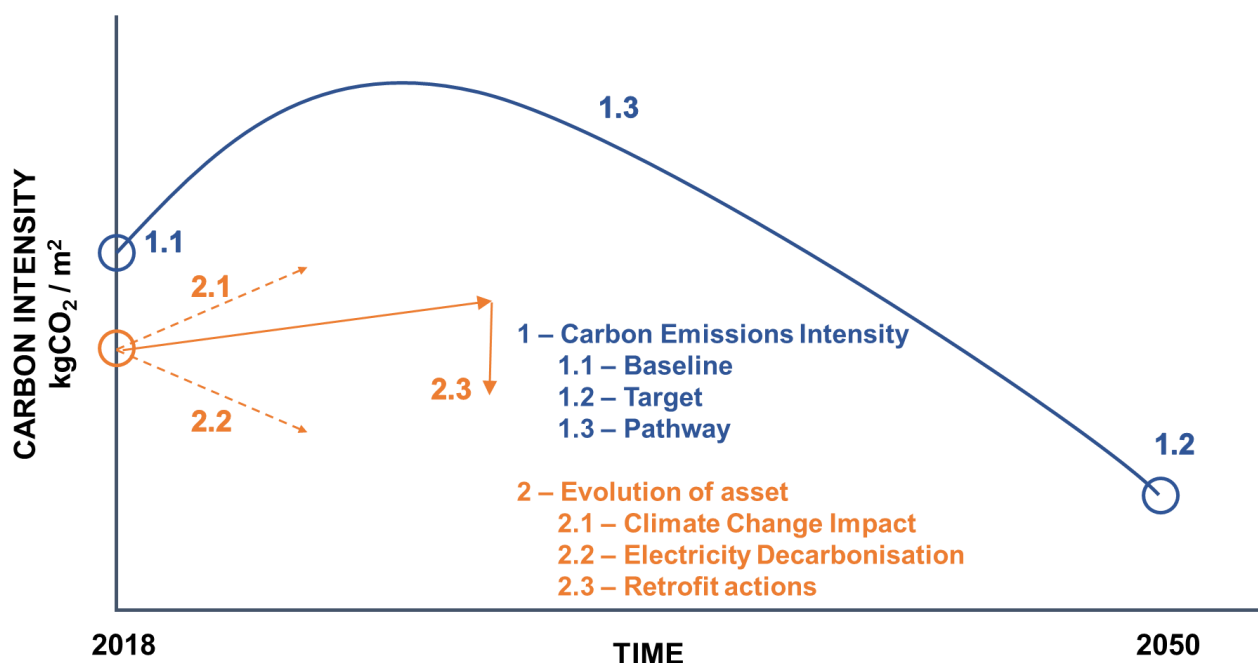 CARBON INTENSITY
kgCO₂ / m²
1.3
1.1
2.1
2.3
2.2
1 – Carbon Emissions Intensity
1.1 – Baseline
1.2 – Target
1.3 – Pathway
1.2
2 – Evolution of asset
2.1 – Climate Change Impact
2.2 – Electricity Decarbonisation
2.3 – Retrofit actions
2018
TIME
2050